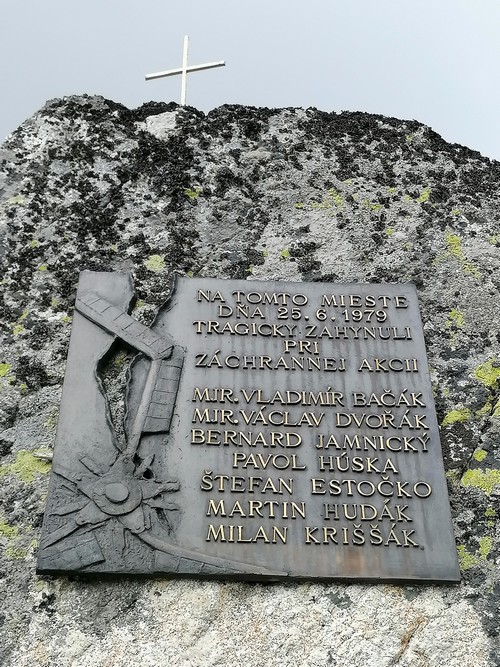 NA TOMTO MIESTE
DŇA 25.6.1979
TRAGICKY ZAHYNULI
PRI
ZÁCHRANNEJ AKCII
MJR. VLADIMÍR BAČÁK
MJR. VÁCLAV DVOŘÁK
BERNARD JAMNICKÝ
PAVOL HÚSKA
ŠTEFAN ESTOČKO
MARTIN HUDÁK
MILAN KRIŠŠÁK